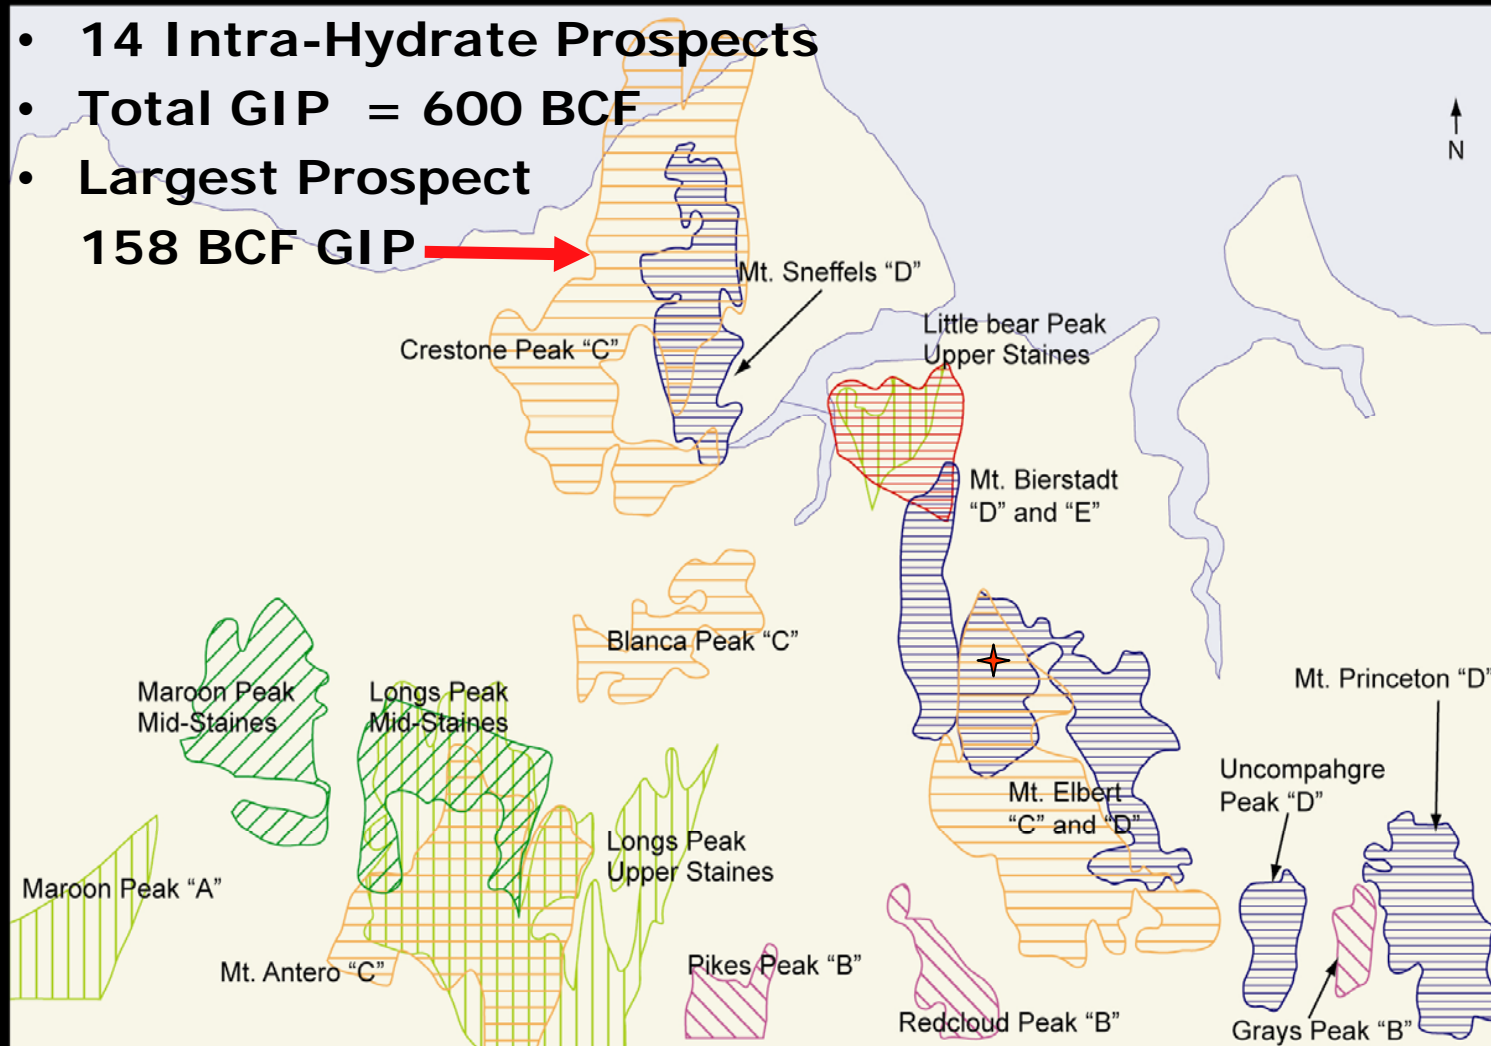 • 14 Intra-Hydrate Prospects
• Total GIP = 600 BCF
• Largest Prospect
158 BCF GIP
N
Mt. Sneffels “D”
Little bear Peak
Upper Staines
Crestone Peak “C”
Mt. Bierstadt
“D” and “E”
Blanca Peak “C”
Maroon Peak
Mid-Staines
Longs Peak
Mid-Staines
Mt. Princeton “D”
Uncompahgre
Peak “D”
Mt. Elbert
“C” and “D”
Longs Peak
Upper Staines
Maroon Peak “A”
Mt. Antero “C”
Pikes Peak “B”
Redcloud Peak “B”
Grays Peak “B”